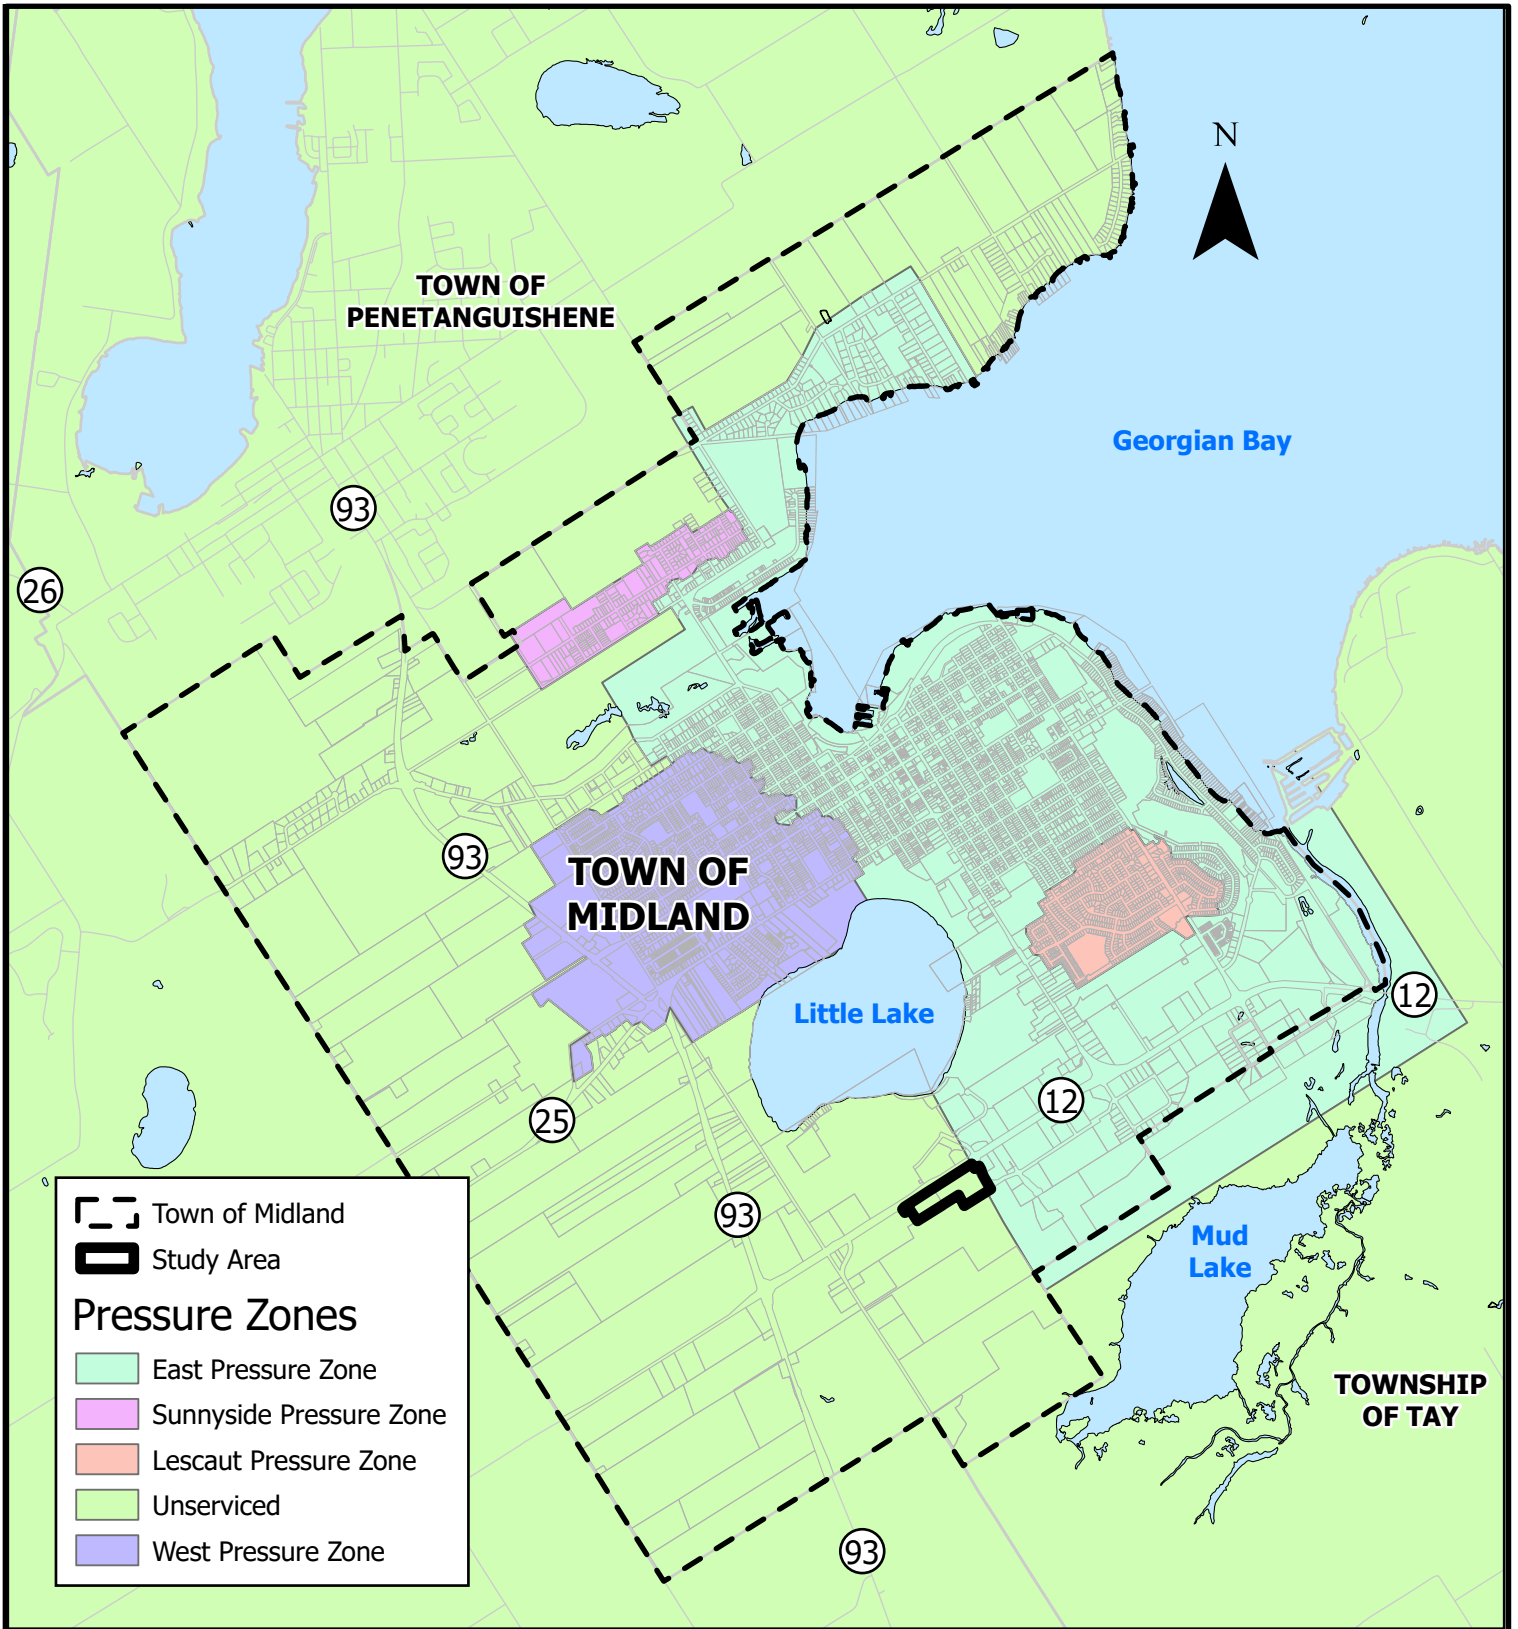 N
TOWN OF
PENETANGUISHENE
Georgian Bay
93
26
93
TOWN OF
MIDLAND
Little Lake
12
12
25
93
Mud
Lake
TOWNSHIP
OF TAY
93
Town of Midland
Study Area
Pressure Zones
East Pressure Zone
Sunnyside Pressure Zone
Lescaut Pressure Zone
Unserviced
West Pressure Zone